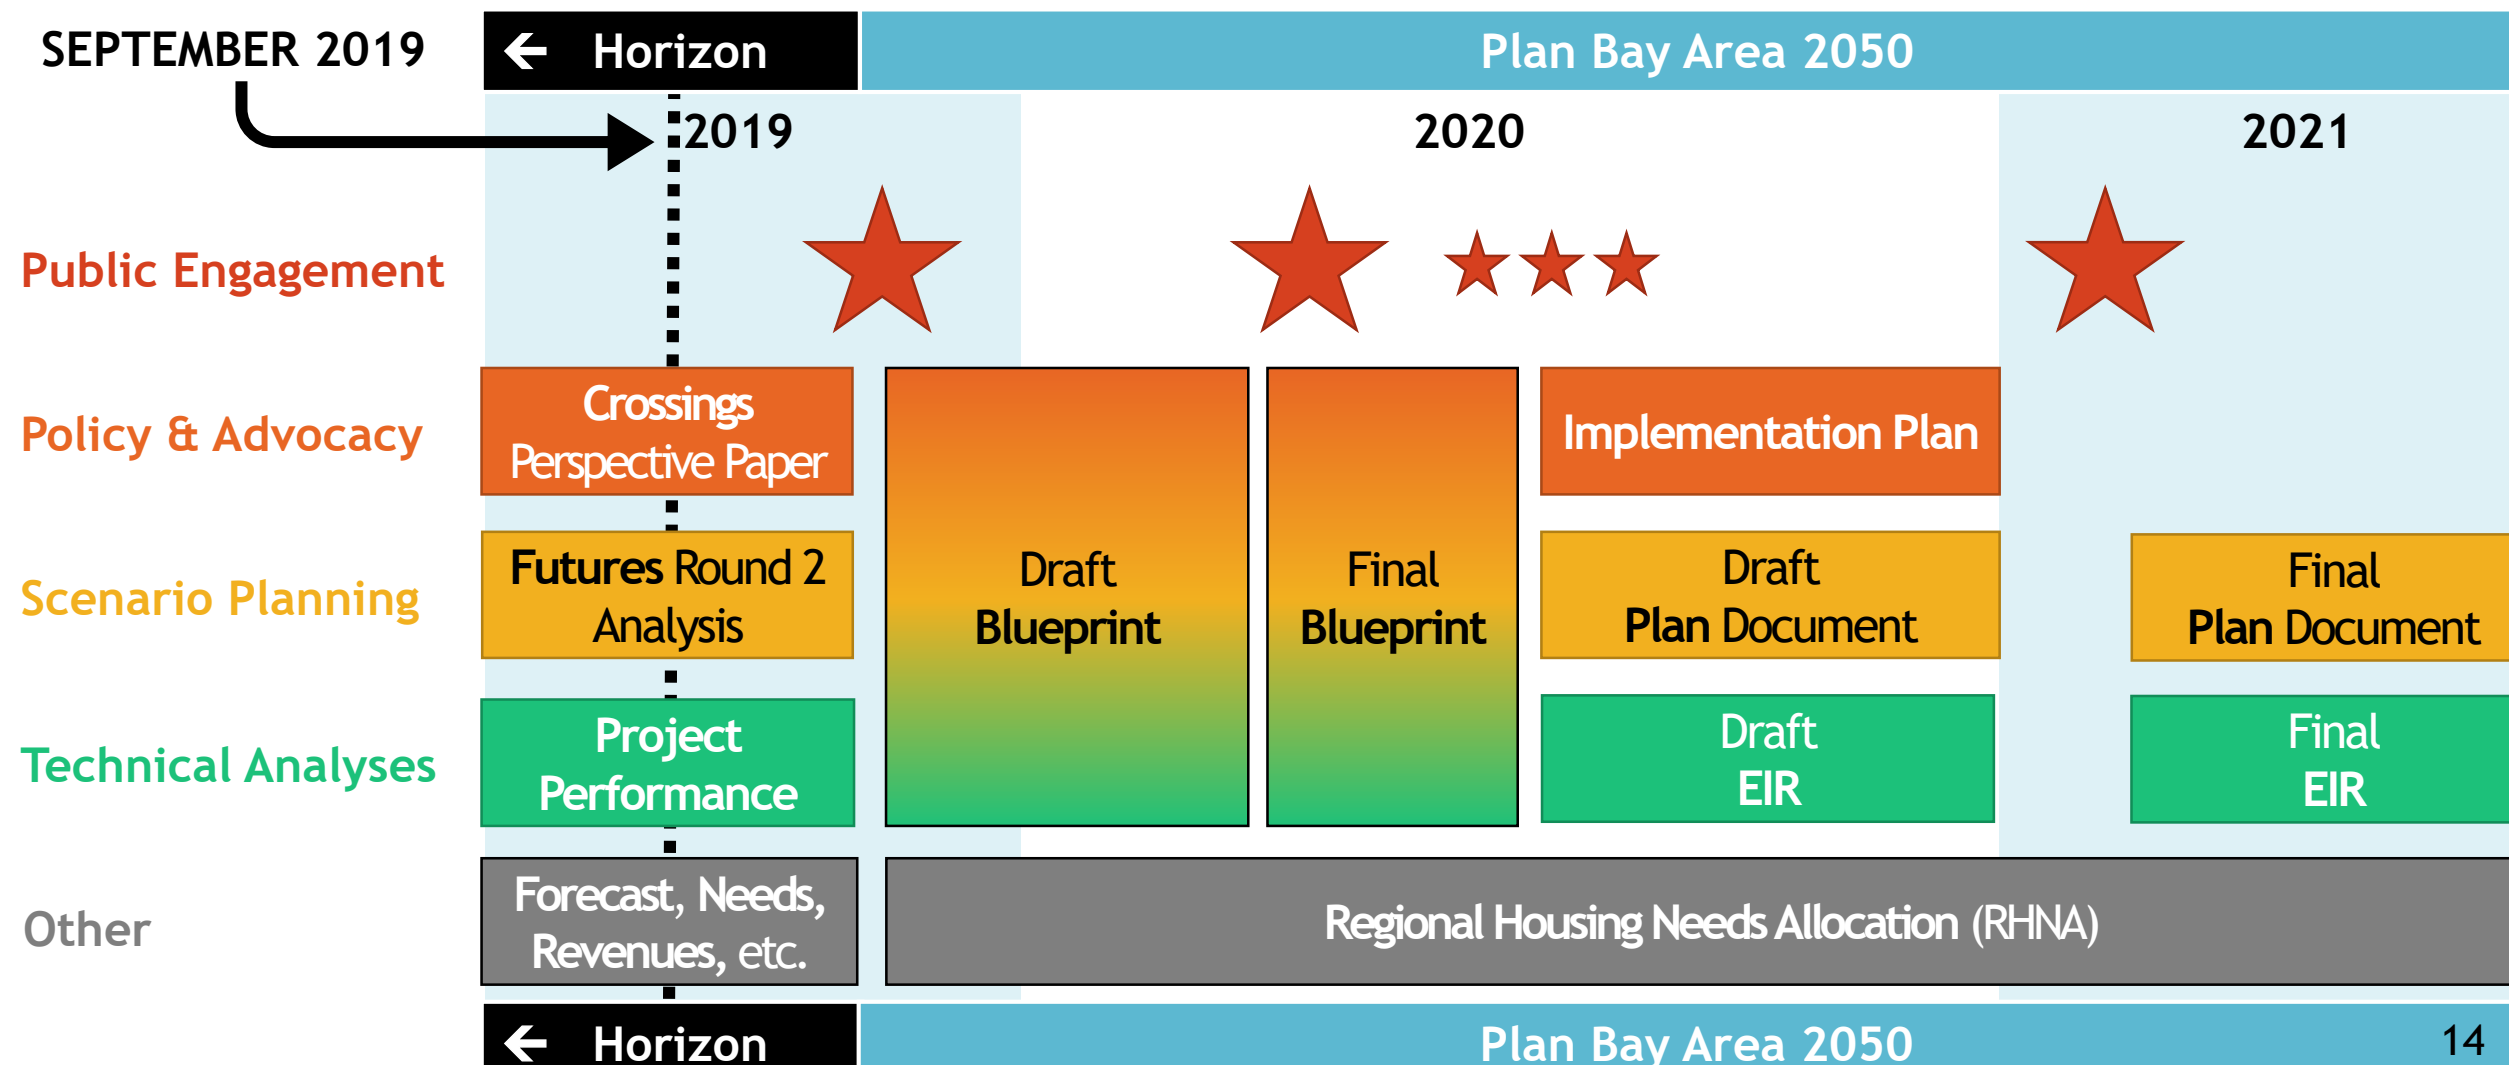 SEPTEMBER 2019
Horizon
Plan Bay Area 2050
2019
2020
2021
Public Engagement
Policy & Advocacy
Crossings
Perspective Paper
Implementation Plan
Scenario Planning
Futures Round 2
Analysis
Draft
Blueprint
Final
Blueprint
Draft
Plan Document
Final
Plan Document
Technical Analyses
Project
Performance
Draft
EIR
Final
EIR
Other
Forecast, Needs,
Revenues, etc.
Regional Housing Needs Allocation (RHNA)
Horizon
Plan Bay Area 2050
14